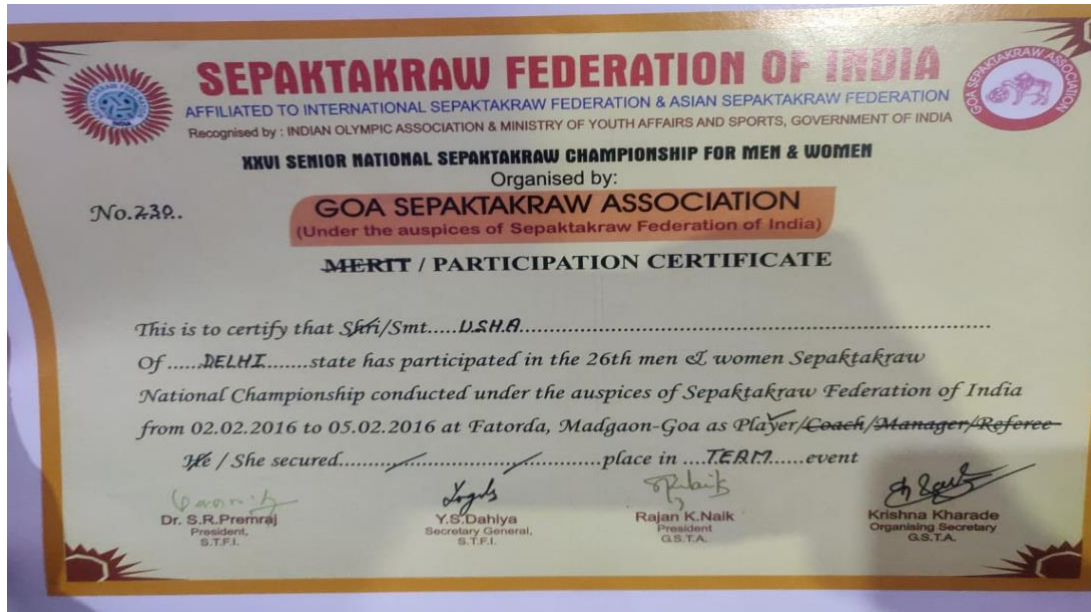 SEPAKTAKRAW FEDERATION OF INDIA
AFFILIATED TO INTERNATIONAL SEPAKTAKRAW FEDERATION & ASIAN SEPAKTAKRAW FEDERATION
Recognised by : INDIAN OLYMPIC ASSOCIATION & MINISTRY OF YOUTH AFFAIRS AND SPORTS, GOVERNMENT OF INDIA
GOA SEPAKTAKRAW ASSOCIATION
XXVI SENIOR NATIONAL SEPAKTAKRAW CHAMPIONSHIP FOR MEN & WOMEN
Organised by:
No.230..
GOA SEPAKTAKRAW ASSOCIATION
(Under the auspices of Sepaktakraw Federation of India)
MERIT / PARTICIPATION CERTIFICATE
This is to certify that Shri/Smt.....USHA..........
Of ......DELHI........state has participated in the 26th men & women Sepaktakraw
National Championship conducted under the auspices of Sepaktakraw Federation of India
from 02.02.2016 to 05.02.2016 at Fatorda, Madgaon-Goa as Player/Coach/Manager/Referee
He / She secured..........place in ....TEAM......event
Dr. S.R.Premraj
President,
S.T.F.I.
Y.S.Dahiya
Secretary General,
S.T.F.I.
Rajan K.Naik
President
G.S.T.A.
Krishna Kharade
Organising Secretary
G.S.T.A.